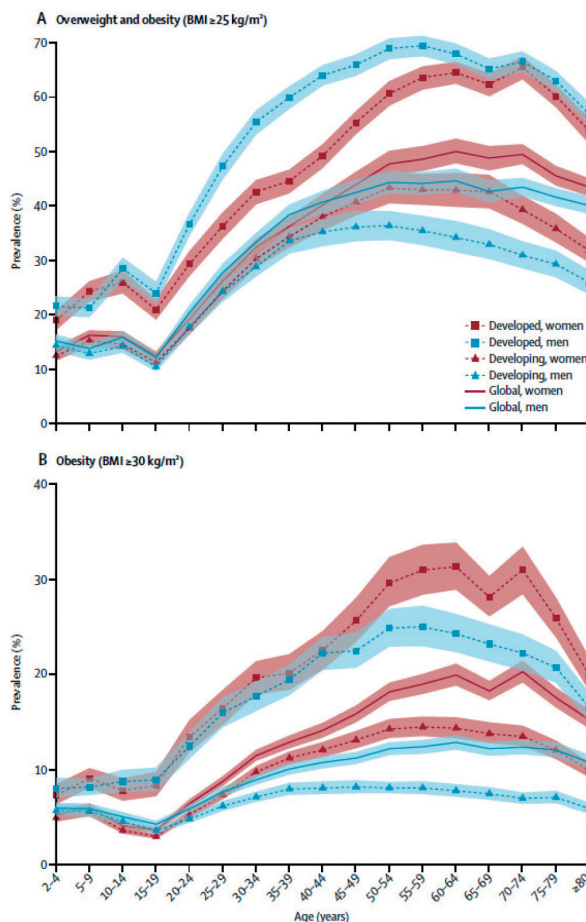 A Overweight and obesity (BMI ≥25 kg/m²)
70
60
50
40
30
20
10
0
Prevalence (%)
Developed, women
Developed, men
Developing, women
Developing, men
Global, women
Global, men
B Obesity (BMI ≥30 kg/m²)
40
30
20
10
0
Prevalence (%)
2–4
5–9
10–14
15–19
20–24
25–29
30–34
35–39
40–44
45–49
50–54
55–59
60–64
65–69
70–74
75–79
≥80
Age (years)